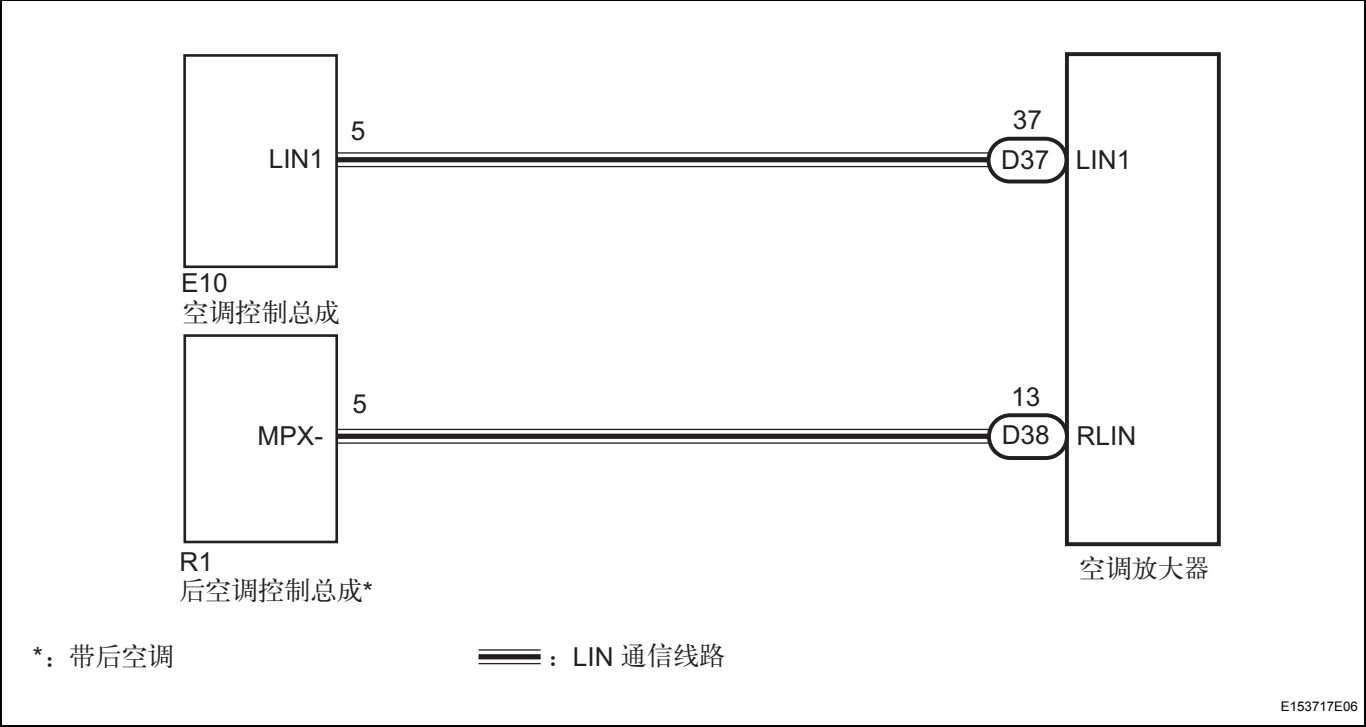 LIN1
5
37
D37
LIN1
E10
空调控制总成
MPX-
5
13
D38
RLIN
R1
后空调控制总成*
空调放大器
*：带后空调
：LIN 通信线路
E153717E06